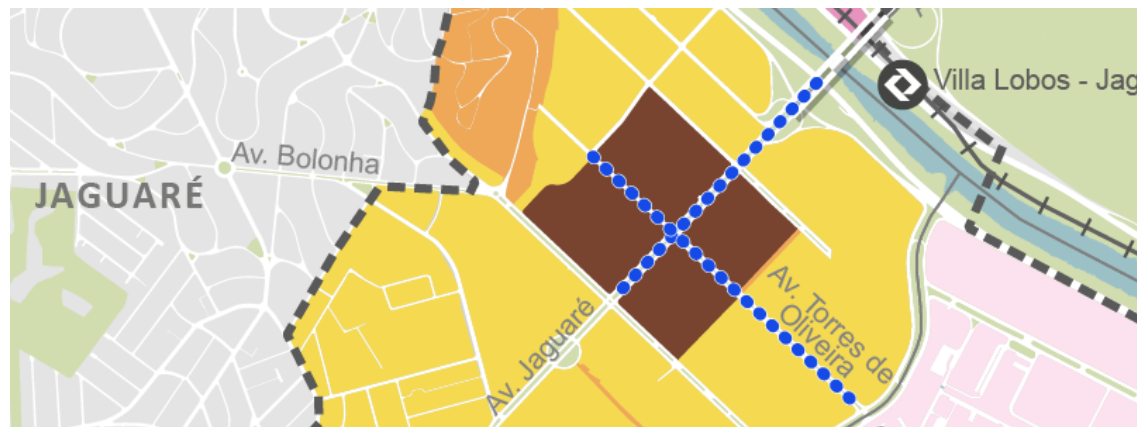 Villa Lobos - Jag
Av. Bolonha
JAGUARÉ
Av. Torres de
Oliveira
Av. Jaguaré